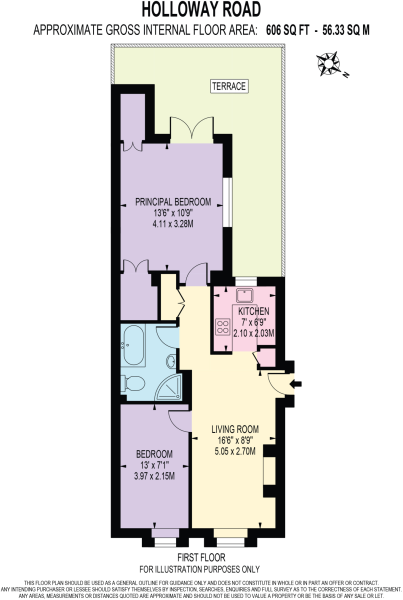 HOLLOWAY ROAD
APPROXIMATE GROSS INTERNAL FLOOR AREA: 606 SQ FT - 56.33 SQ M
N
TERRACE
PRINCIPAL BEDROOM
13'6" x 10'9"
4.11 x 3.28M
KITCHEN
7' x 6'9"
2.10 x 2.03M
LIVING ROOM
16'6" x 8'9"
5.05 x 2.70M
BEDROOM
13' x 7'1"
3.97 x 2.15M
FIRST FLOOR
FOR ILLUSTRATION PURPOSES ONLY
THIS FLOOR PLAN SHOULD BE USED AS A GENERAL OUTLINE FOR GUIDANCE ONLY AND DOES NOT CONSTITUTE IN WHOLE OR IN PART AN OFFER OR CONTRACT.
ANY INTENDING PURCHASER OR LESSEE SHOULD SATISFY THEMSELVES BY INSPECTION, SEARCHES, ENQUIRIES AND FULL SURVEY AS TO THE CORRECTNESS OF EACH STATEMENT.
ANY AREAS, MEASUREMENTS OR DISTANCES QUOTED ARE APPROXIMATE AND SHOULD NOT BE USED TO VALUE A PROPERTY OR BE THE BASIS OF ANY SALE OR LET.